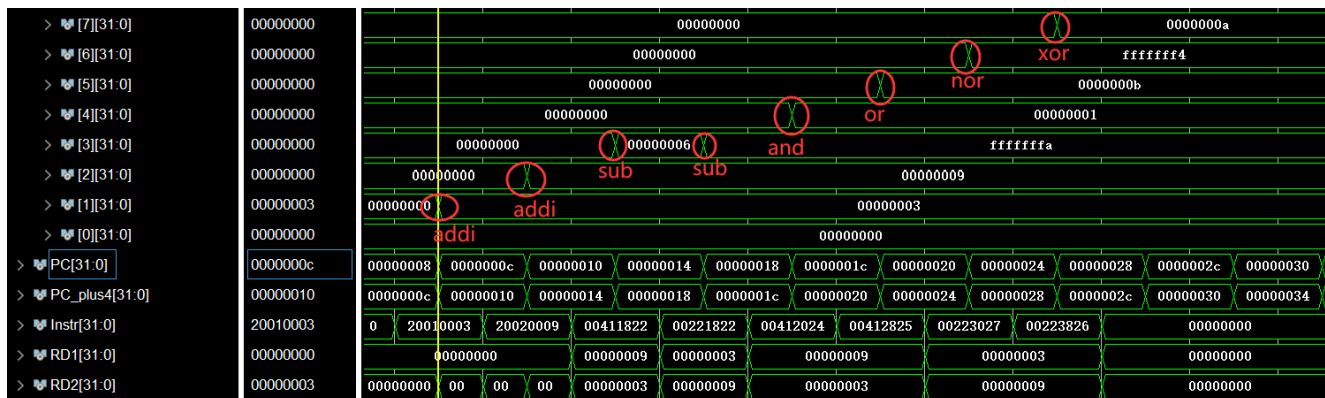 [7][31:0] 00000000 00000000 0000000a
xor
[6][31:0] 00000000 00000000 fffffff4
nor
[5][31:0] 00000000 00000000 0000000b
or
[4][31:0] 00000000 00000000 00000001
and
[3][31:0] 00000000 00000000 00000006 fffffffa
sub sub
[2][31:0] 00000000 00000000 00000009
addi
[1][31:0] 00000003 00000000 00000003
addi
[0][31:0] 00000000 00000000
PC[31:0] 0000000c 00000008 0000000c 00000010 00000014 00000018 0000001c 00000020 00000024 00000028 0000002c 00000030
PC_plus4[31:0] 00000010 0000000c 00000010 00000014 00000018 0000001c 00000020 00000024 00000028 0000002c 00000030 00000034
Instr[31:0] 20010003 0 20010003 20020009 00411822 00221822 00412024 00412825 00223027 00223826 00000000
RD1[31:0] 00000000 00000000 00000009 00000003 00000009 00000003 00000000
RD2[31:0] 00000003 00000000 00 00 00 00000003 00000009 00000003 00000009 00000000